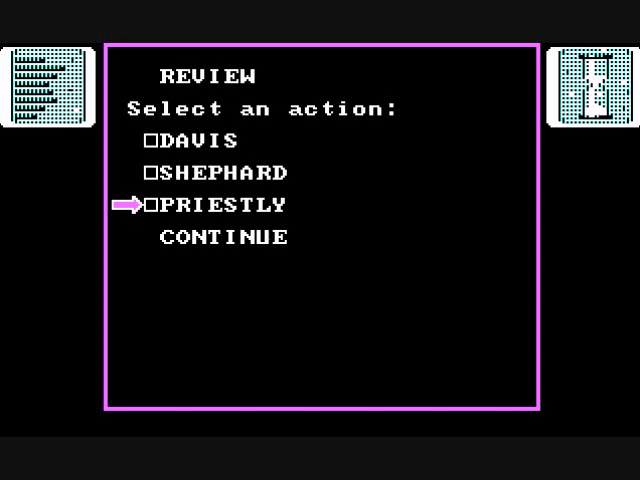 REVIEW
Select an action:
DAVIS
SHEPHARD
PRIESTLY
CONTINUE